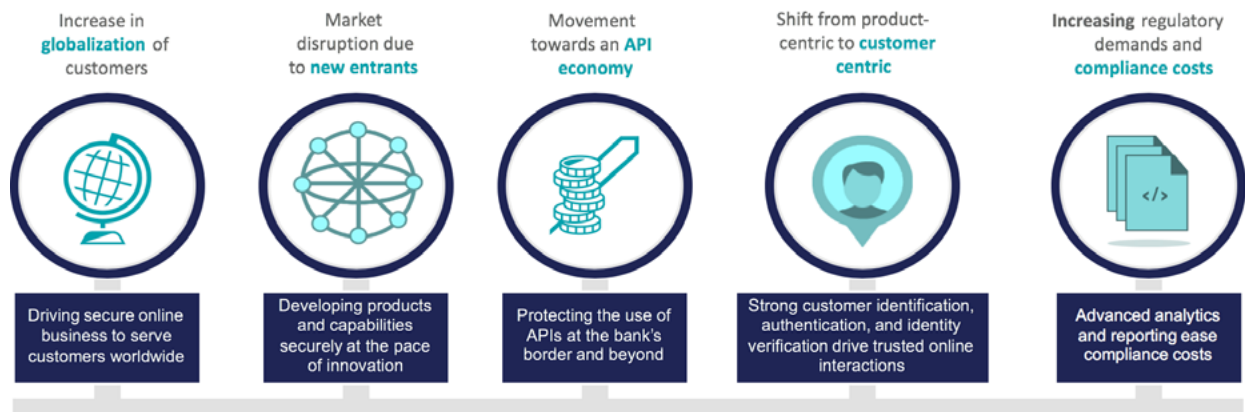 Increase in
globalization of
customers
Market
disruption due
to new entrants
Movement
towards an API
economy
Shift from product-
centric to customer
centric
Increasing regulatory
demands and
compliance costs
</>
Driving secure online
business to serve
customers worldwide
Developing products
and capabilities
securely at the pace
of innovation
Protecting the use of
APIs at the bank's
border and beyond
Strong customer identification,
authentication, and identity
verification drive trusted online
interactions
Advanced analytics
and reporting ease
compliance costs